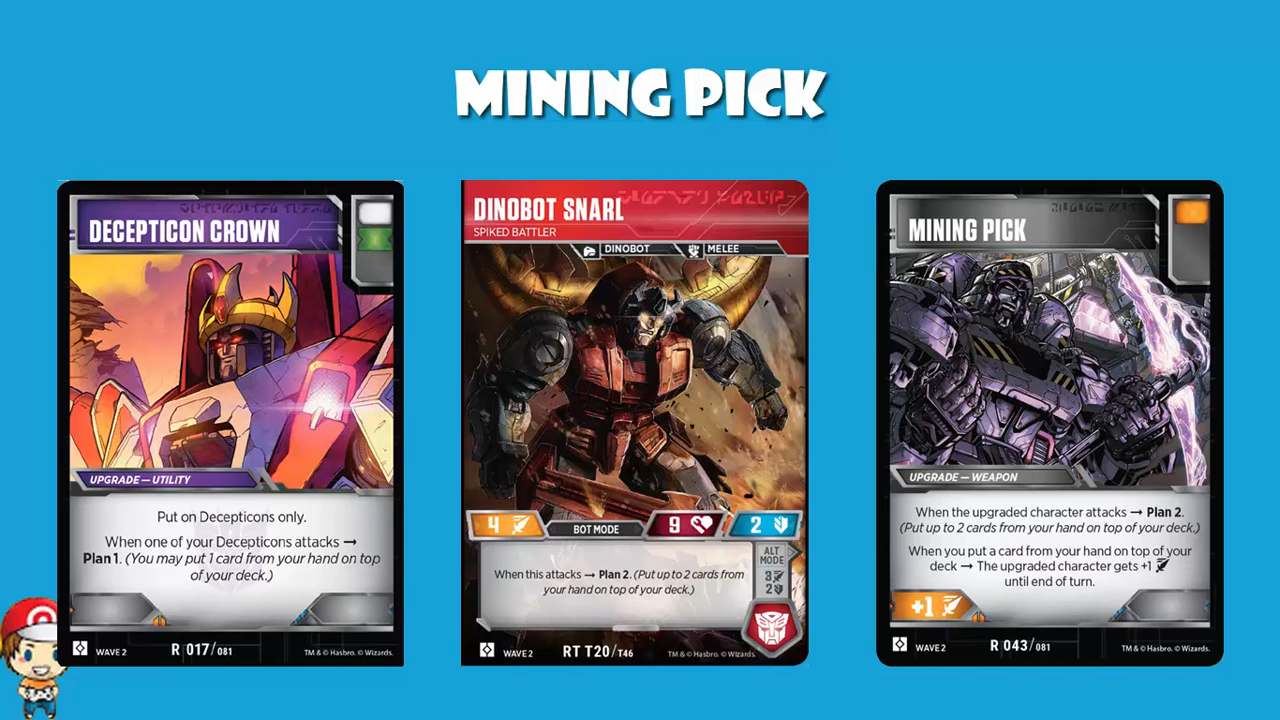 MINING PICK
DECEPTICON CROWN
UPGRADE — UTILITY
Put on Decepticons only.
When one of your Decepticons attacks →
Plan 1. (You may put 1 card from your hand on top
of your deck.)
WAVE 2
R 017/081
TM & © Hasbro. © Wizards.
DINOBOT SNARL
SPIKED BATTLER
DINOBOT
MELEE
4
BOT MODE
9
2
When this attacks → Plan 2. (Put up to 2 cards from
your hand on top of your deck.)
ALT
MODE
3
2
WAVE 2
RT T20/T46
TM & © Hasbro. © Wizards.
MINING PICK
UPGRADE — WEAPON
When the upgraded character attacks → Plan 2.
(Put up to 2 cards from your hand on top of your deck.)
When you put a card from your hand on top of your
deck → The upgraded character gets +1
until end of turn.
+1
WAVE 2
R 043/081
TM & © Hasbro. © Wizards.